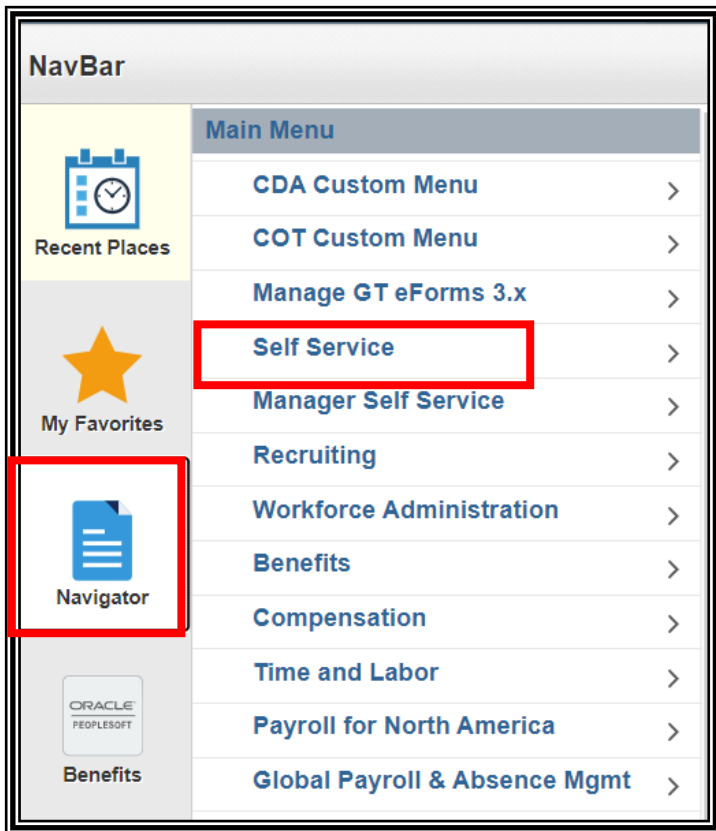 NavBar
Recent Places
My Favorites
Navigator
ORACLE
PEOPLESOFT
Benefits
Main Menu
CDA Custom Menu
COT Custom Menu
Manage GT eForms 3.x
Self Service
Manager Self Service
Recruiting
Workforce Administration
Benefits
Compensation
Time and Labor
Payroll for North America
Global Payroll & Absence Mgmt